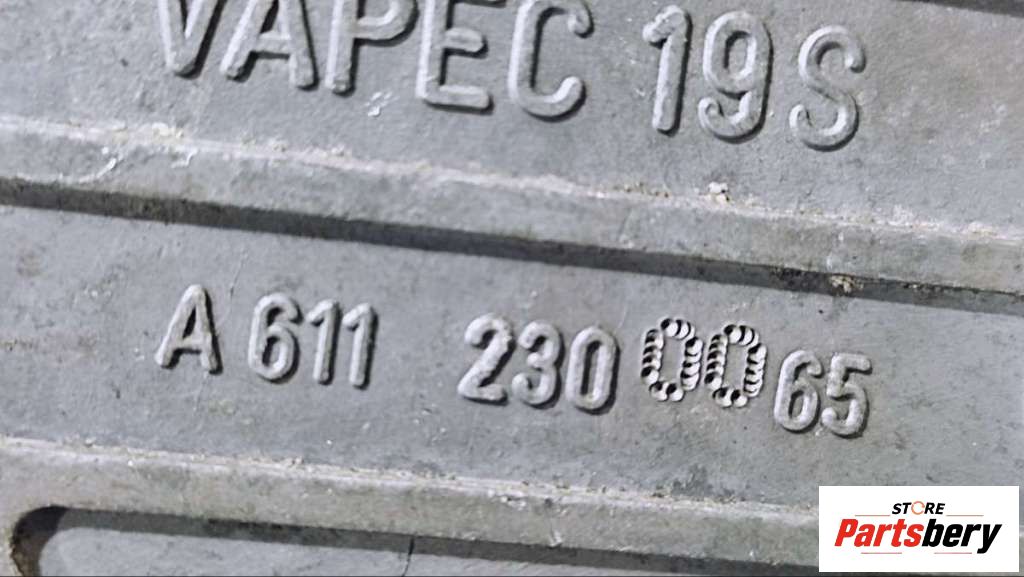 VAPEC 19S
A 611 230 00 65
STORE
Partsbery